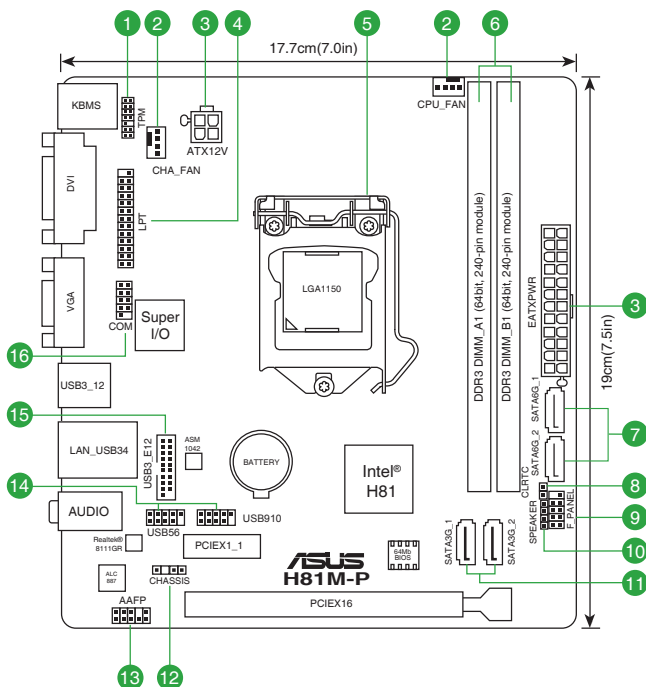 1 2 3 4 5 2 6
17.7cm(7.0in)
KBMS
TPM
CPU_FAN
ATX12V
CHA_FAN
DVI
LPT
DDR3 DIMM_A1 (64bit, 240-pin module)
DDR3 DIMM_B1 (64bit, 240-pin module)
EATXPWR
3
19cm(7.5in)
LGA1150
VGA
COM
Super
I/O
16
USB3_12
SATA6G_1
7
15
LAN_USB34
USB3_E12
ASM
1042
BATTERY
Intel®
H81
SATA6G_2
CLRTC
8
14
AUDIO
USB56
USB910
SPEAKER
F_PANEL
9
Realtek®
8111GR
PCIEX1_1
ASUS
H81M-P
64Mb
BIOS
SATA3G_1
SATA3G_2
10
11
ALC
887
CHASSIS
AAFP
PCIEX16
13 12